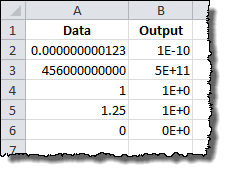 A B
1 Data Output
2 0.000000000123 1E-10
3 456000000000 5E+11
4 1 1E+0
5 1.25 1E+0
6 0 0E+0
7